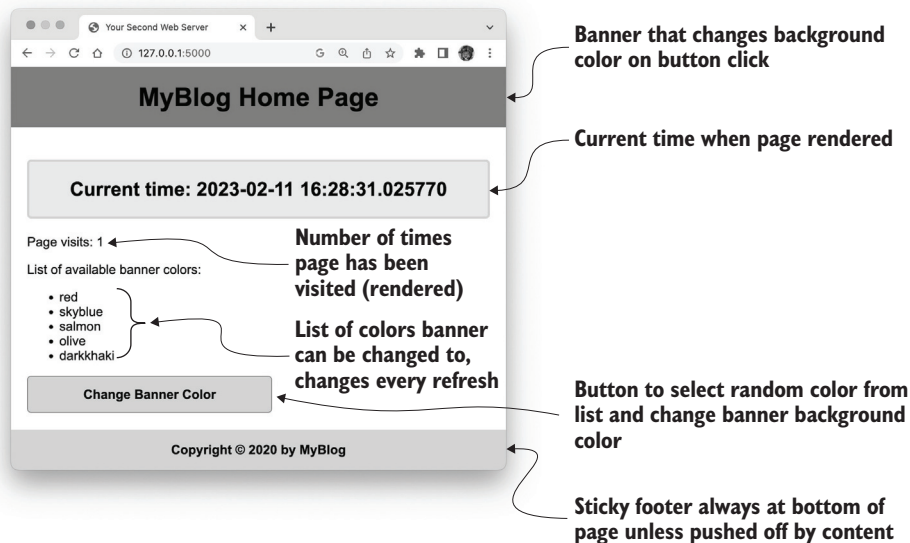 Your Second Web Server
127.0.0.1:5000
MyBlog Home Page
Current time: 2023-02-11 16:28:31.025770
Page visits: 1
List of available banner colors:
• red
• skyblue
• salmon
• olive
• darkkhaki
Change Banner Color
Copyright © 2020 by MyBlog
Banner that changes background
color on button click
Current time when page rendered
Number of times
page has been
visited (rendered)
List of colors banner
can be changed to,
changes every refresh
Button to select random color from
list and change banner background
color
Sticky footer always at bottom of
page unless pushed off by content